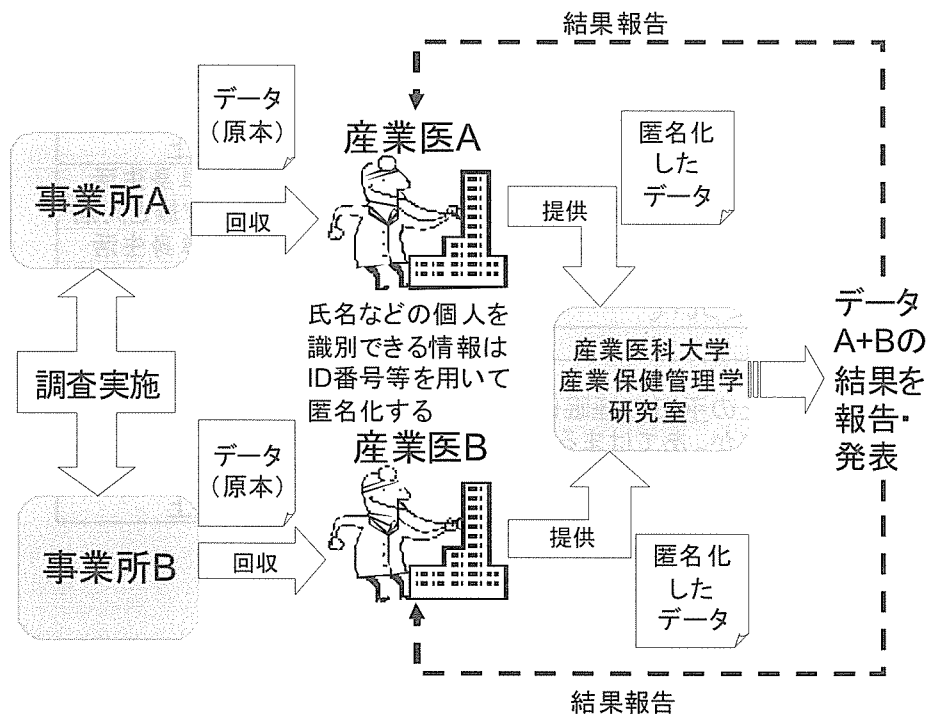 結果報告
データ
(原本)
産業医A
匿名化
した
データ
事業所A
回収
提供
氏名などの個人を
識別できる情報は
ID番号等を用いて
匿名化する
調査実施
産業医科大学
産業保健管理学
研究室
データ
A+Bの
結果を
報告・
発表
産業医B
データ
(原本)
事業所B
回収
提供
匿名化
した
データ
結果報告